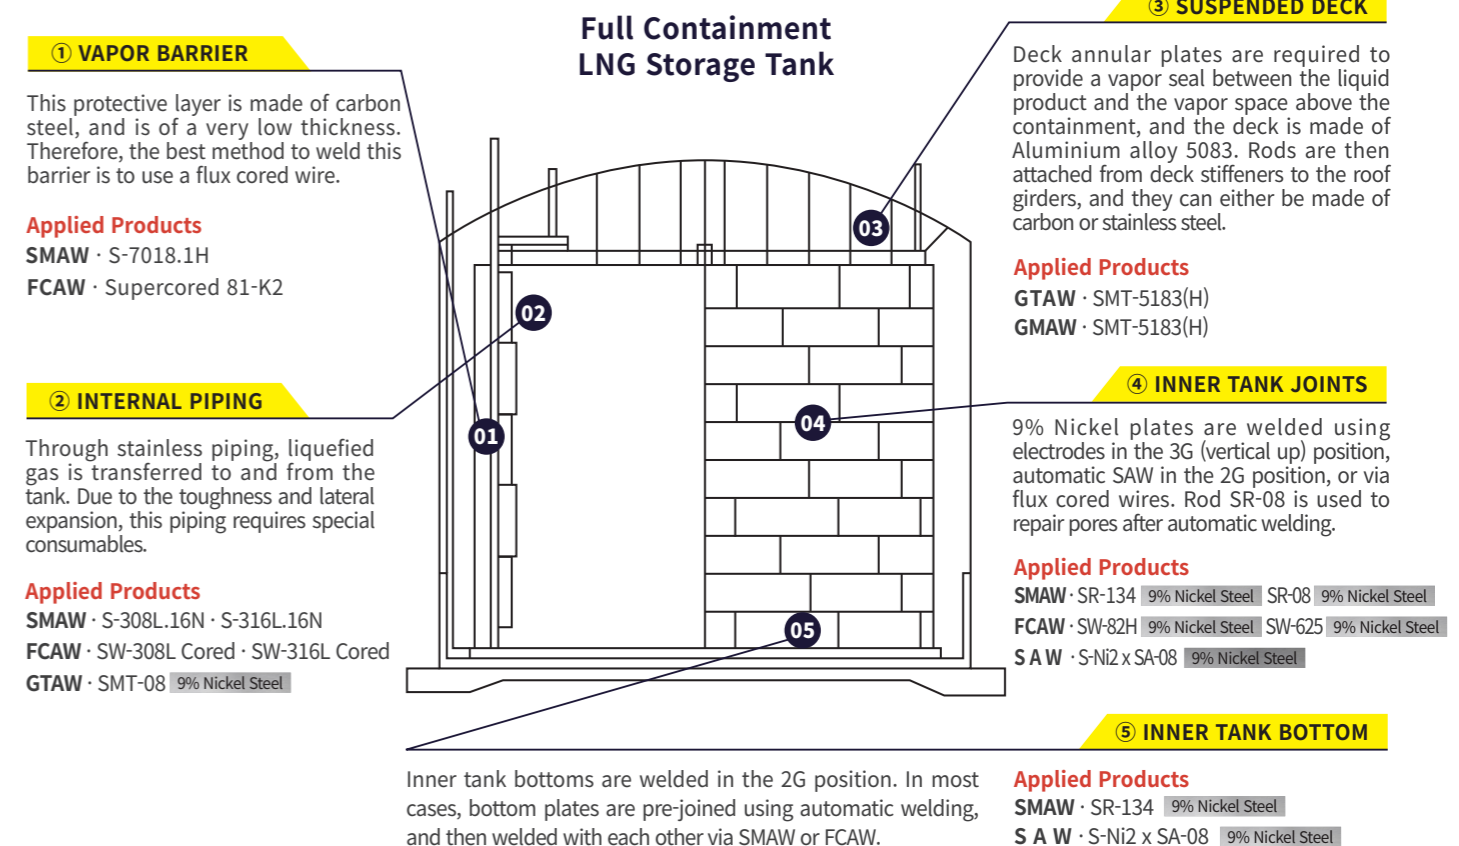 Full Containment
LNG Storage Tank
① VAPOR BARRIER
This protective layer is made of carbon
steel, and is of a very low thickness.
Therefore, the best method to weld this
barrier is to use a flux cored wire.
Applied Products
SMAW · S-7018.1H
FCAW · Supercored 81-K2
② INTERNAL PIPING
Through stainless piping, liquefied
gas is transferred to and from the
tank. Due to the toughness and lateral
expansion, this piping requires special
consumables.
Applied Products
SMAW · S-308L.16N · S-316L.16N
FCAW · SW-308L Cored · SW-316L Cored
GTAW · SMT-08 9% Nickel Steel
③ SUSPENDED DECK
Deck annular plates are required to
provide a vapor seal between the liquid
product and the vapor space above the
containment, and the deck is made of
Aluminium alloy 5083. Rods are then
attached from deck stiffeners to the roof
girders, and they can either be made of
carbon or stainless steel.
Applied Products
GTAW · SMT-5183(H)
GMAW · SMT-5183(H)
④ INNER TANK JOINTS
9% Nickel plates are welded using
electrodes in the 3G (vertical up) position,
automatic SAW in the 2G position, or via
flux cored wires. Rod SR-08 is used to
repair pores after automatic welding.
Applied Products
SMAW · SR-134 9% Nickel Steel SR-08 9% Nickel Steel
FCAW · SW-82H 9% Nickel Steel SW-625 9% Nickel Steel
S A W · S-Ni2 x SA-08 9% Nickel Steel
03
02
04
01
05
⑤ INNER TANK BOTTOM
Inner tank bottoms are welded in the 2G position. In most
cases, bottom plates are pre-joined using automatic welding,
and then welded with each other via SMAW or FCAW.
Applied Products
SMAW · SR-134 9% Nickel Steel
S A W · S-Ni2 x SA-08 9% Nickel Steel